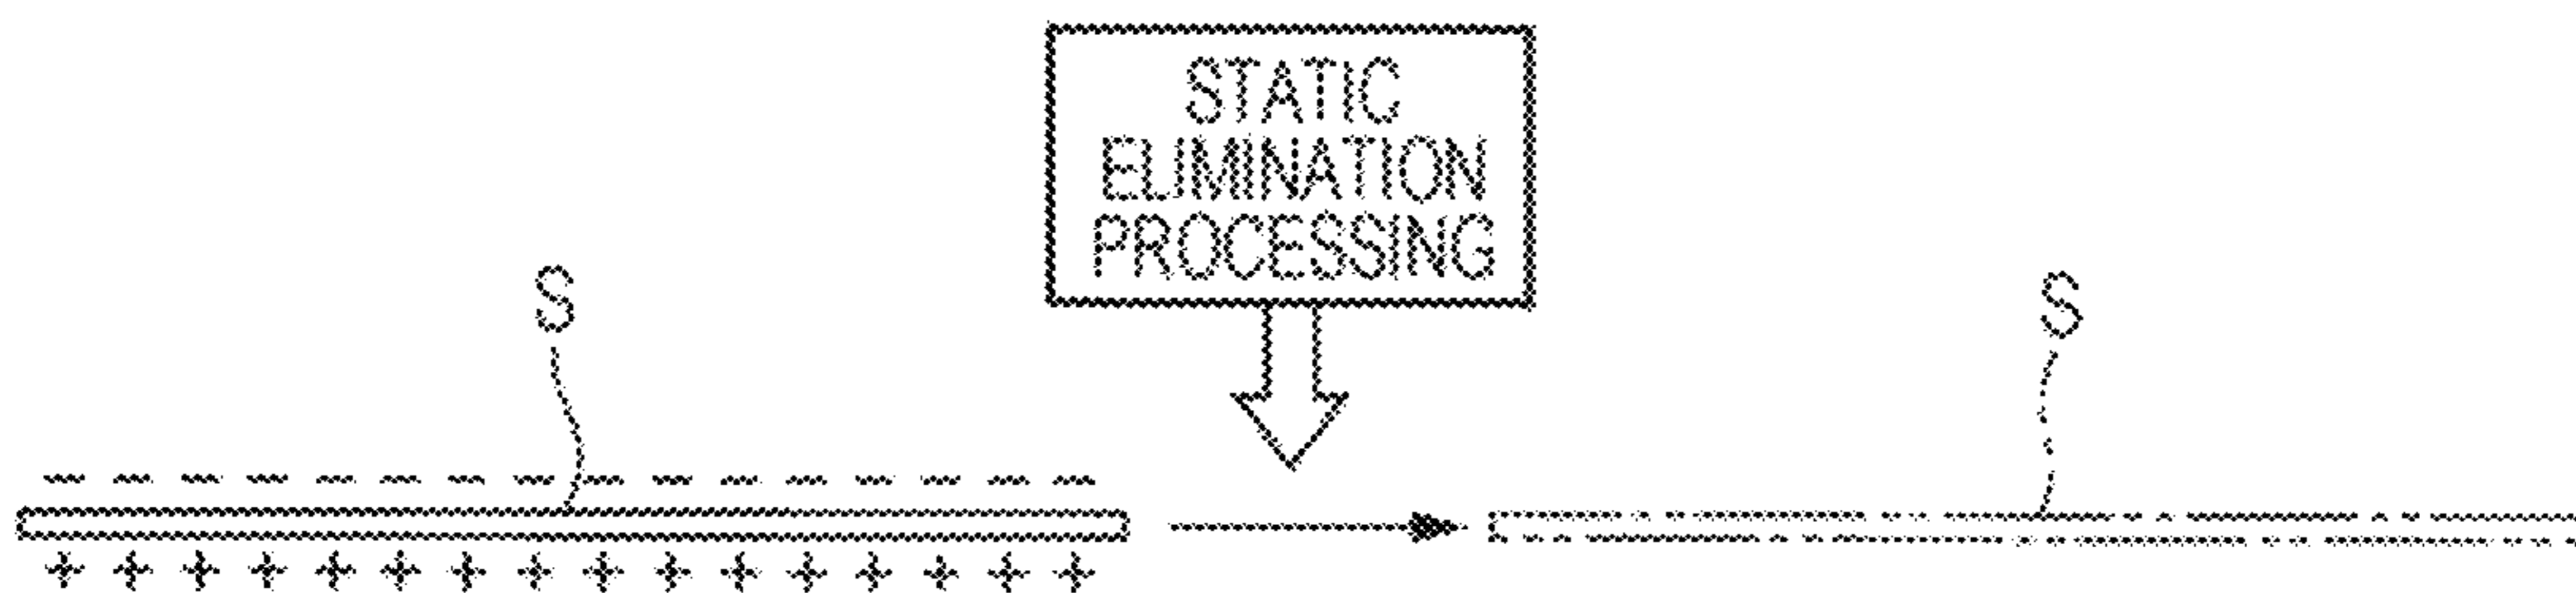 STATIC
ELIMINATION
PROCESSING
S
S
− − − − − − − − − − − − − − − −
+ + + + + + + + + + + + + + + +